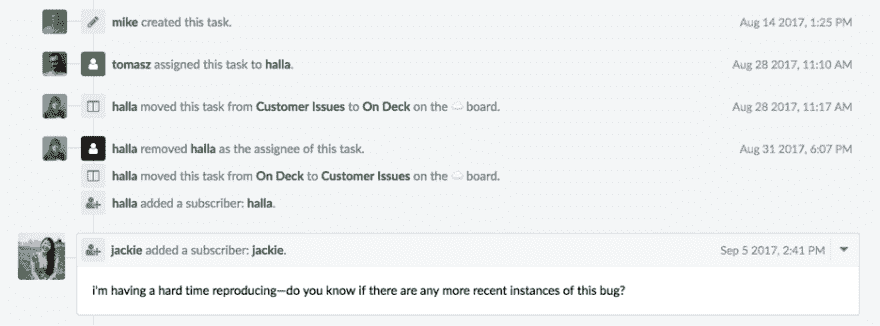 mike created this task. Aug 14 2017, 1:25 PM
tomasz assigned this task to halla. Aug 28 2017, 11:10 AM
halla moved this task from Customer Issues to On Deck on the board. Aug 28 2017, 11:17 AM
halla removed halla as the assignee of this task. Aug 31 2017, 6:07 PM
halla moved this task from On Deck to Customer Issues on the board.
halla added a subscriber: halla.
jackie added a subscriber: jackie. Sep 5 2017, 2:41 PM
i'm having a hard time reproducing—do you know if there are any more recent instances of this bug?